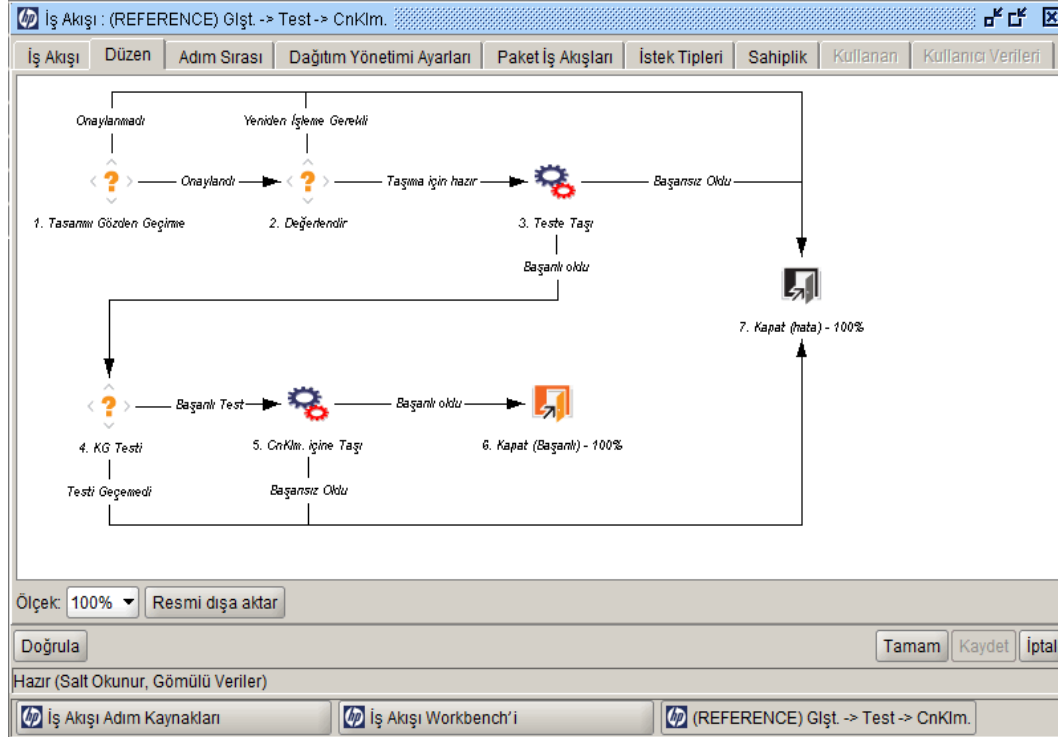 İş Akışı : (REFERENCE) Glşt. -> Test -> CnKlm.
İş Akışı Düzen Adım Sırası Dağıtım Yönetimi Ayarları Paket İş Akışları İstek Tipleri Sahiplik Kullanan Kullanıcı Verileri
Onaylanmadı Yeniden İşleme Gerekli
Onaylandı Taşıma için hazır Başarısız Oldu
1. Tasarımı Gözden Geçirme 2. Değerlendir 3. Teste Taşı
Başarılı oldu
7. Kapat (hata) - 100%
Başarılı Test Başarılı oldu
4. KG Testi 5. CnKlm. içine Taşı 6. Kapat (Başarılı) - 100%
Testi Geçemedi Başarısız Oldu
Ölçek: 100% Resmi dışa aktar
Doğrula Tamam Kaydet İptal
Hazır (Salt Okunur, Gömülü Veriler)
İş Akışı Adım Kaynakları İş Akışı Workbench'i (REFERENCE) Glşt. -> Test -> CnKlm.